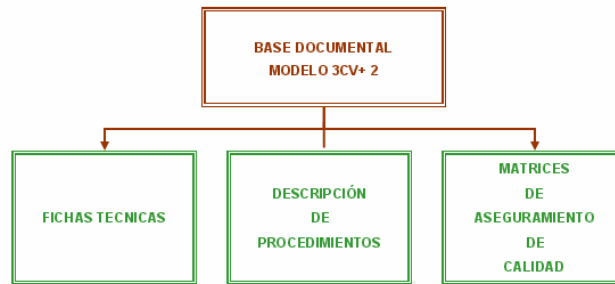 BASE DOCUMENTAL
MODELO 3CV+ 2
FICHAS TECNICAS
DESCRIPCIÓN
DE
PROCEDIMIENTOS
MATRICES
DE
ASEGURAMIENTO
DE
CALIDAD